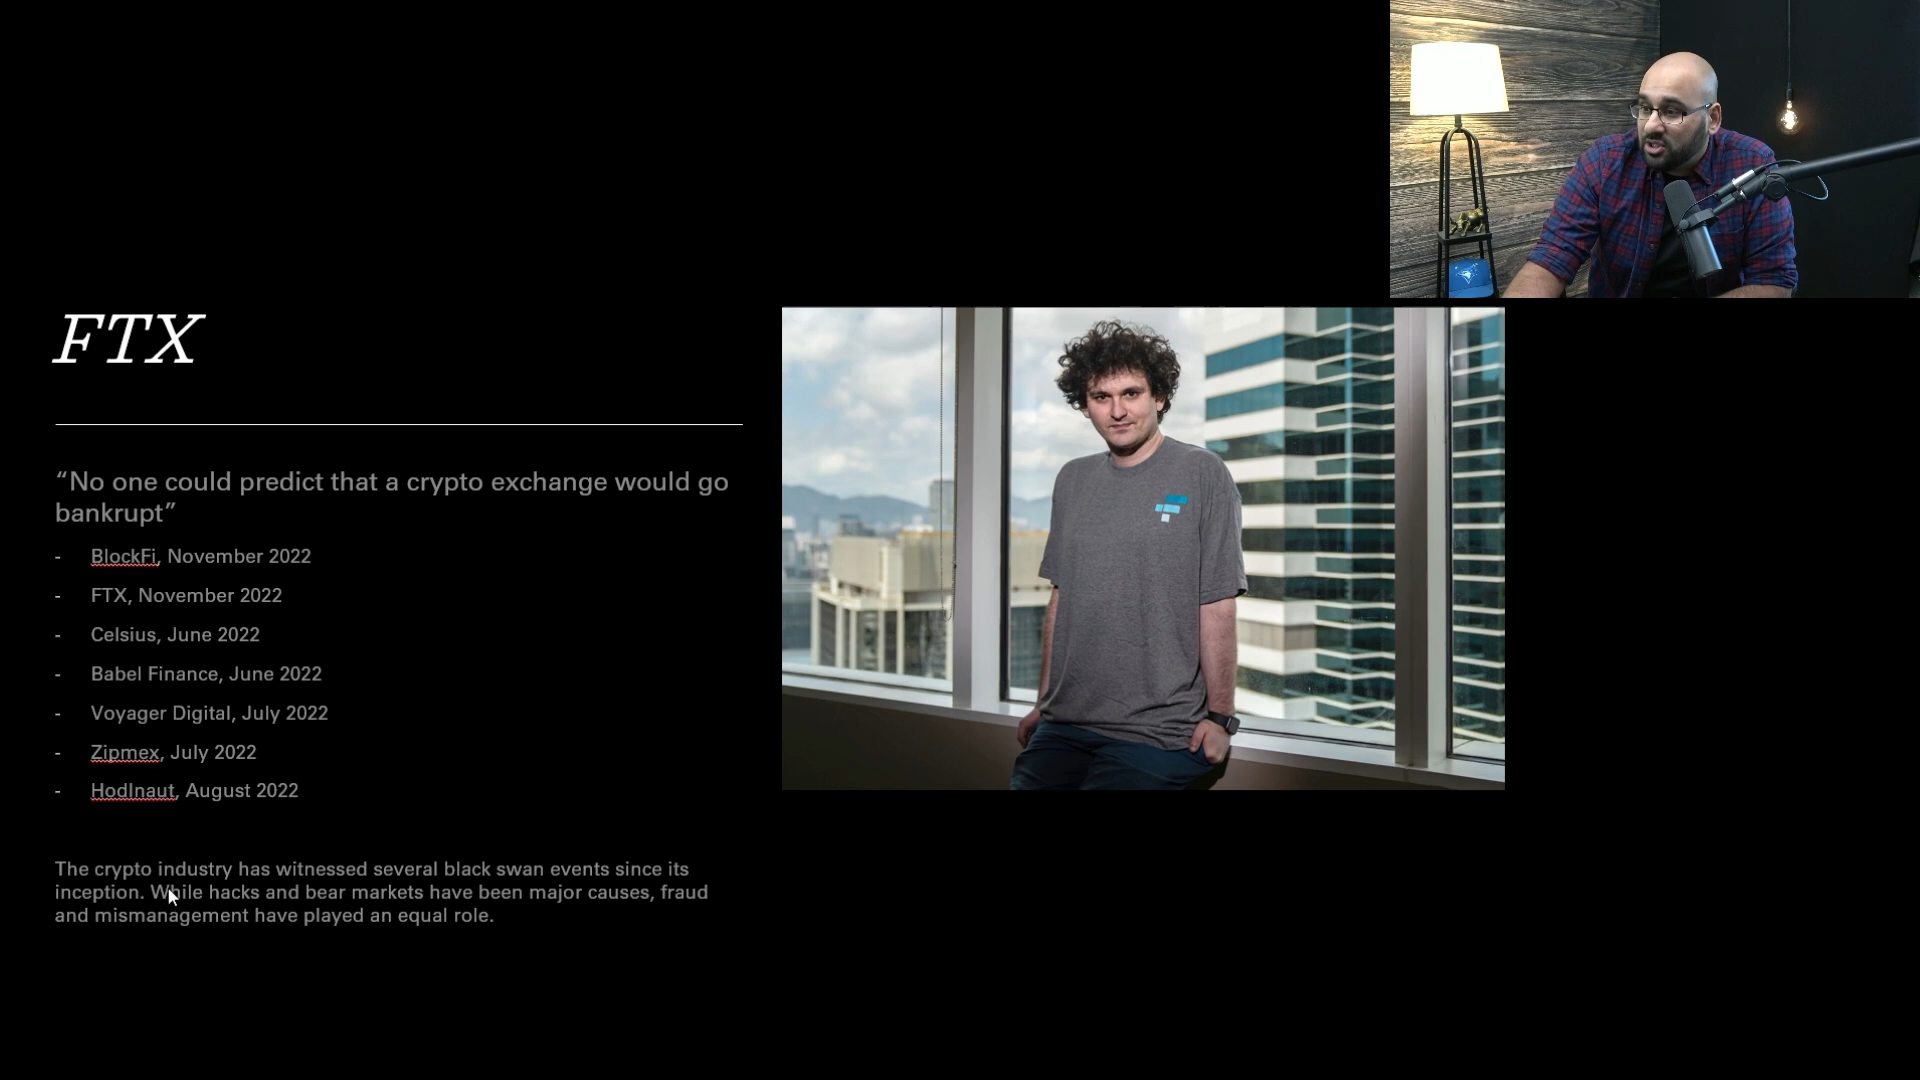 FTX
“No one could predict that a crypto exchange would go
bankrupt”
- BlockFi, November 2022
- FTX, November 2022
- Celsius, June 2022
- Babel Finance, June 2022
- Voyager Digital, July 2022
- Zipmex, July 2022
- Hodlnaut, August 2022
The crypto industry has witnessed several black swan events since its
inception. While hacks and bear markets have been major causes, fraud
and mismanagement have played an equal role.